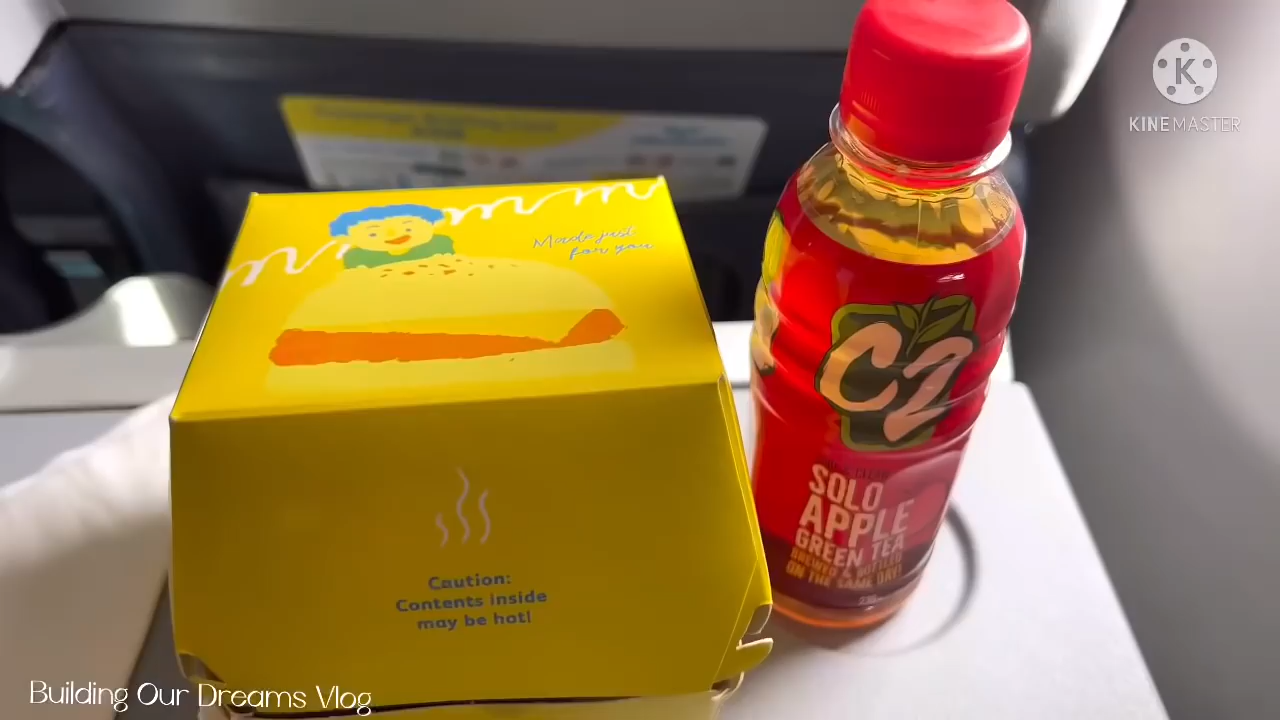 KINEMASTER
Made just
for you
C2
SOLO
APPLE
GREEN TEA
BREWED & BOTTLED
ON THE SAME DAY!
Caution:
Contents inside
may be hot!
Building Our Dreams Vlog